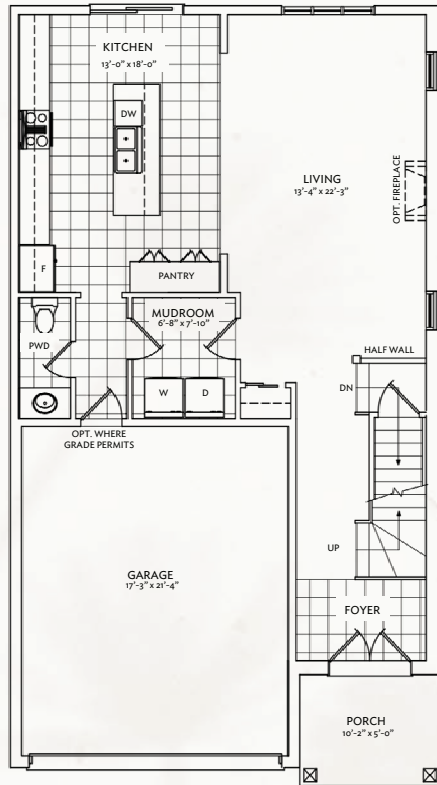 KITCHEN
13'-0" x 18'-0"
DW
LIVING
13'-4" x 22'-3"
OPT. FIREPLACE
F
PANTRY
MUDROOM
6'-8" x 7'-10"
PWD
HALF WALL
W
D
DN
OPT. WHERE
GRADE PERMITS
UP
GARAGE
17'-3" x 21'-4"
FOYER
PORCH
10'-2" x 5'-0"